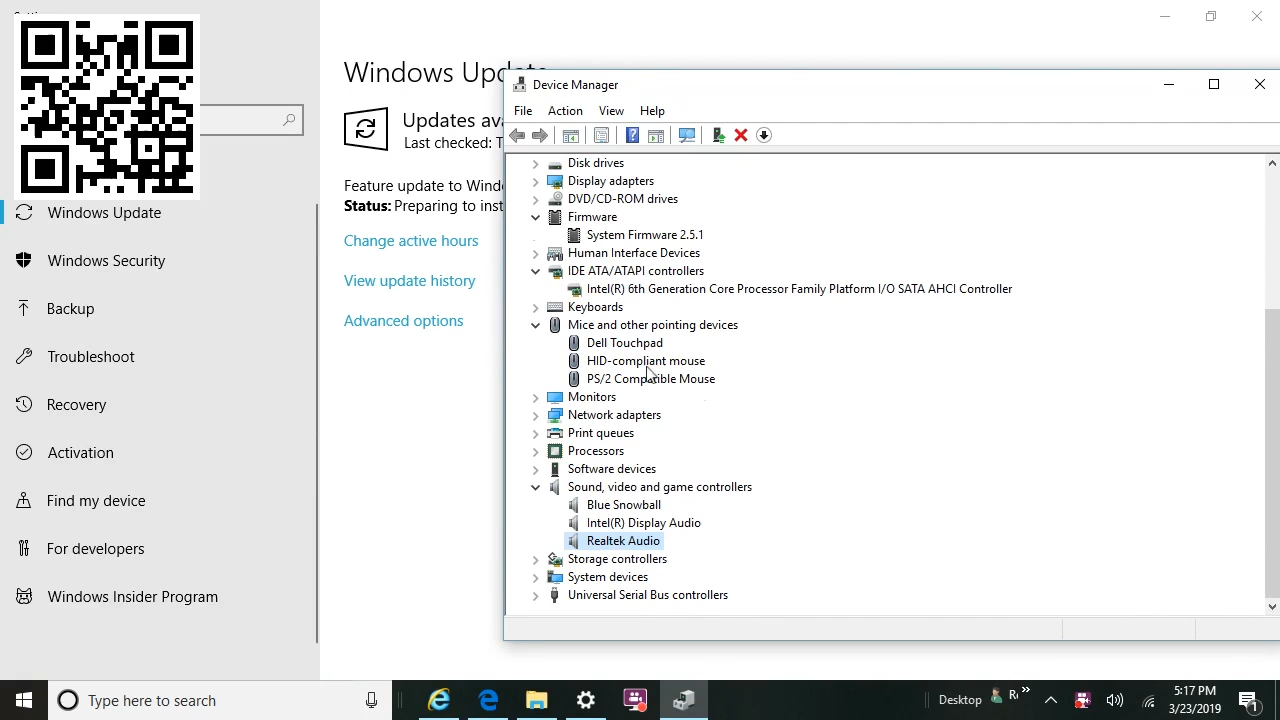 Windows Update
Updates ava
Last checked: T
Feature update to Wind
Status: Preparing to inst
Change active hours
View update history
Advanced options
Windows Update
Windows Security
Backup
Troubleshoot
Recovery
Activation
Find my device
For developers
Windows Insider Program
Device Manager
File Action View Help
Disk drives
Display adapters
DVD/CD-ROM drives
Firmware
System Firmware 2.5.1
Human Interface Devices
IDE ATA/ATAPI controllers
Intel(R) 6th Generation Core Processor Family Platform I/O SATA AHCI Controller
Keyboards
Mice and other pointing devices
Dell Touchpad
HID-compliant mouse
PS/2 Compatible Mouse
Monitors
Network adapters
Print queues
Processors
Software devices
Sound, video and game controllers
Blue Snowball
Intel(R) Display Audio
Realtek Audio
Storage controllers
System devices
Universal Serial Bus controllers
Type here to search
Desktop
5:17 PM
3/23/2019
1